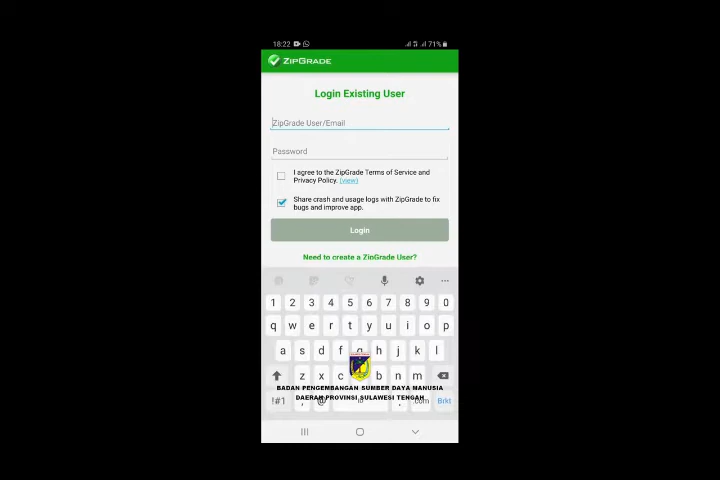 18:22
71%
ZIPGRADE
Login Existing User
ZipGrade User/Email
Password
I agree to the ZipGrade Terms of Service and
Privacy Policy. (view)
Share crash and usage logs with ZipGrade to fix
bugs and improve app.
Login
Need to create a ZipGrade User?
1 2 3 4 5 6 7 8 9 0
q w e r t y u i o p
a s d f g h j k l
z x c b n m
BADAN PENGEMBANGAN SUMBER DAYA MANUSIA
DAERAH PROVINSI SULAWESI TENGAH
!#1 , @ . .com Brkt